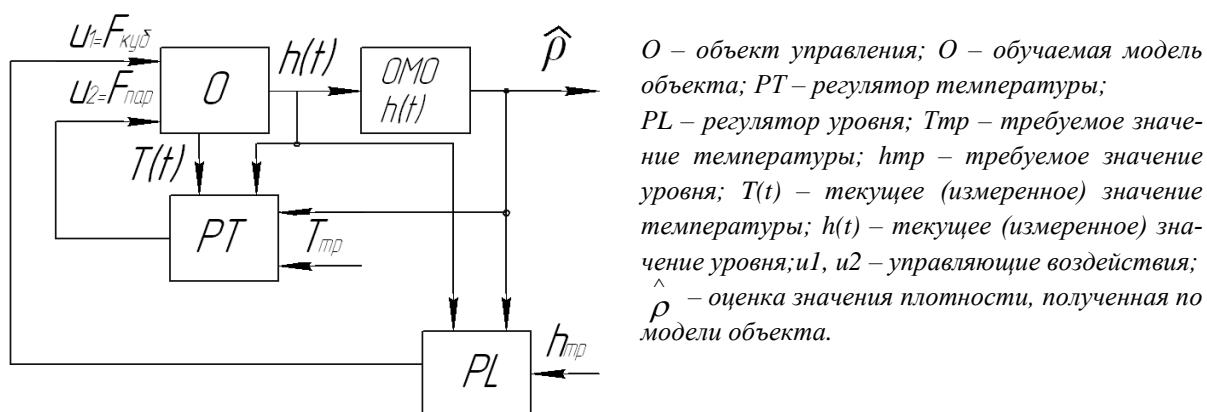 u1=Fкуб
u2=Fпар
O
h(t)
ОМО
h(t)
ρ̂
T(t)
PT
Tтр
PL
hтр
О – объект управления; О – обучаемая модель
объекта; РТ – регулятор температуры;
PL – регулятор уровня; Tтр – требуемое значе-
ние температуры; hтр – требуемое значение
уровня; T(t) – текущее (измеренное) значение
температуры; h(t) – текущее (измеренное) зна-
чение уровня;u1, u2 – управляющие воздействия;
ρ̂ – оценка значения плотности, полученная по
модели объекта.